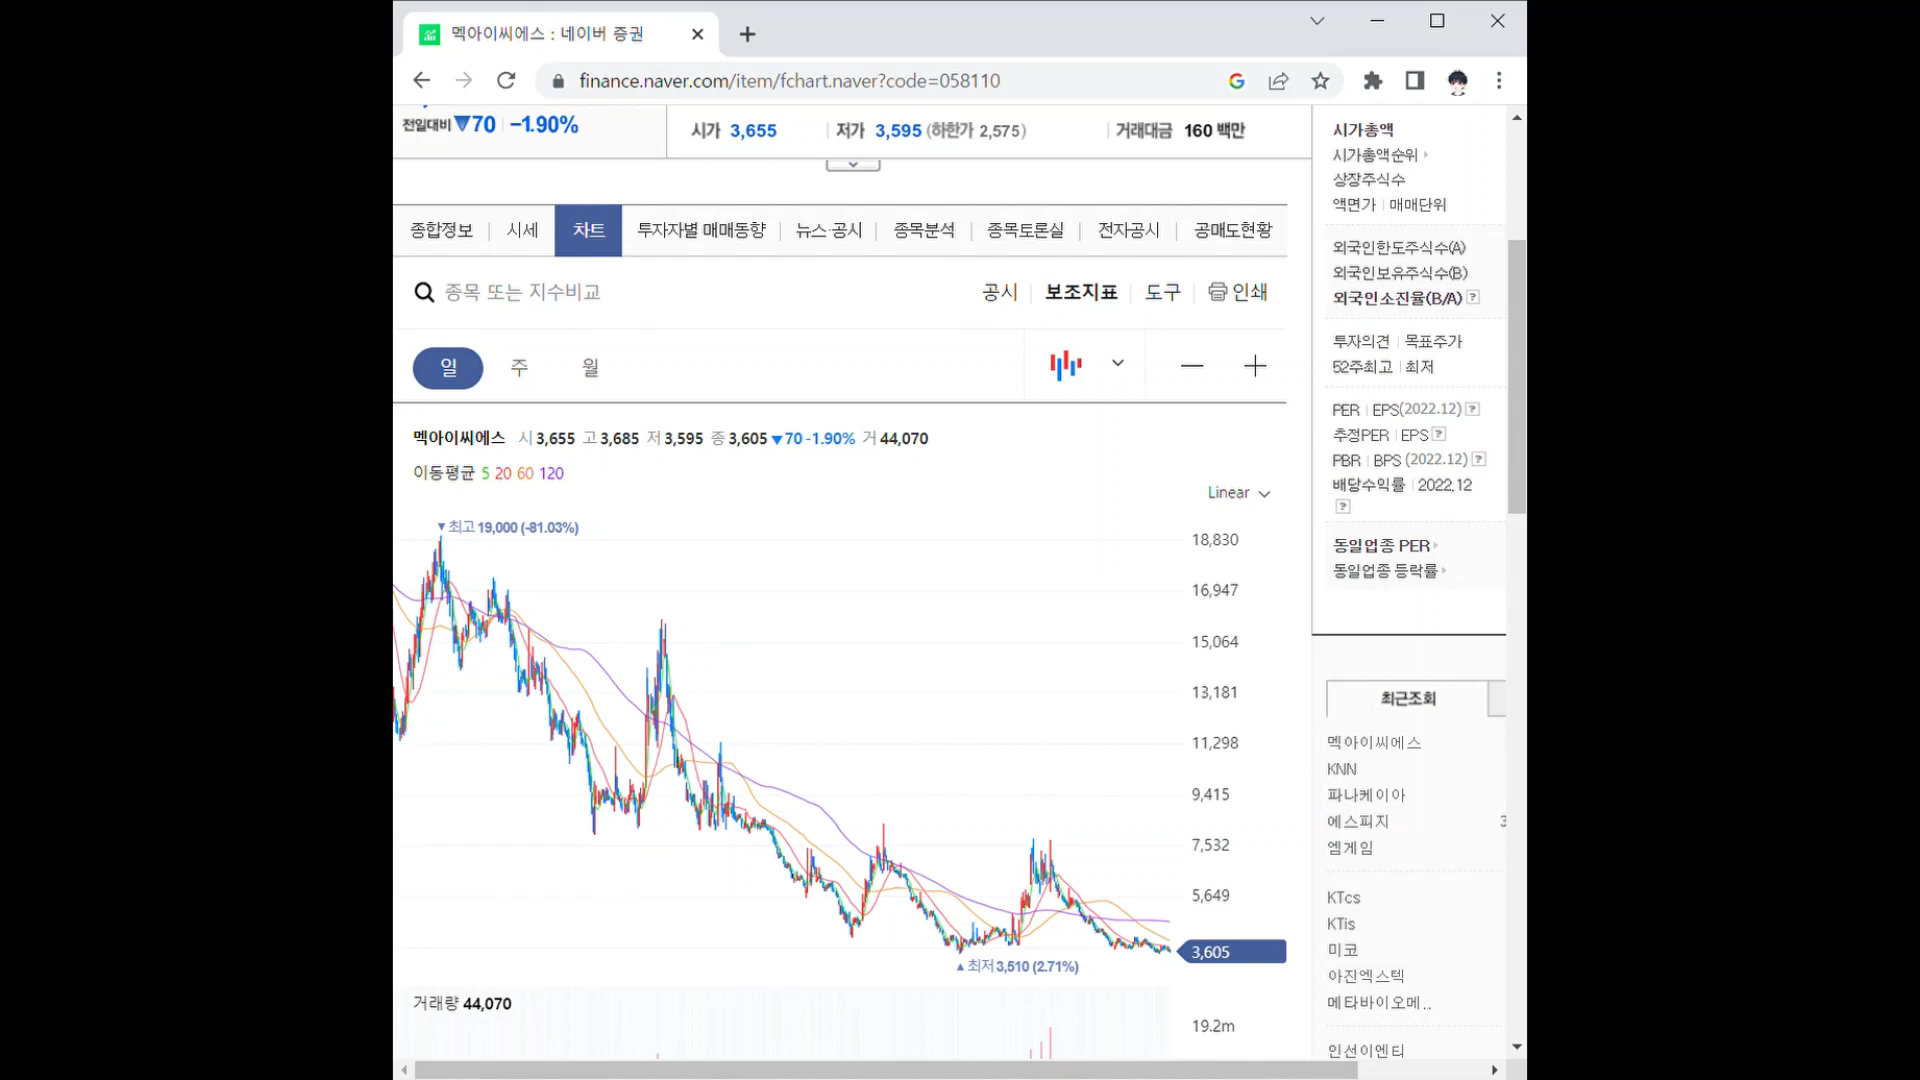 멕아이씨에스 : 네이버 증권
finance.naver.com/item/fchart.naver?code=058110
전일대비 ▼70 −1.90%
시가 3,655
저가 3,595 (하한가 2,575)
거래대금 160 백만
종합정보 시세 차트 투자자별 매매동향 뉴스·공시 종목분석 종목토론실 전자공시 공매도현황
종목 또는 지수비교
공시 보조지표 도구 인쇄
일 주 월
멕아이씨에스 시 3,655 고 3,685 저 3,595 종 3,605 ▼70 -1.90% 거 44,070
이동평균 5 20 60 120
Linear
▼최고 19,000 (-81.03%)
18,830
16,947
15,064
13,181
11,298
9,415
7,532
5,649
3,605
▲최저 3,510 (2.71%)
거래량 44,070
19.2m
시가총액
시가총액순위
상장주식수
액면가 | 매매단위
외국인한도주식수(A)
외국인보유주식수(B)
외국인소진율(B/A) ?
투자의견 | 목표주가
52주최고 | 최저
PER | EPS(2022.12) ?
추정PER | EPS ?
PBR | BPS (2022.12) ?
배당수익률 | 2022.12
?
동일업종 PER
동일업종 등락률
최근조회
멕아이씨에스
KNN
파나케이아
에스피지 3
엠게임
KTcs
KTis
미코
아진엑스텍
메타바이오메..
인선이엔티